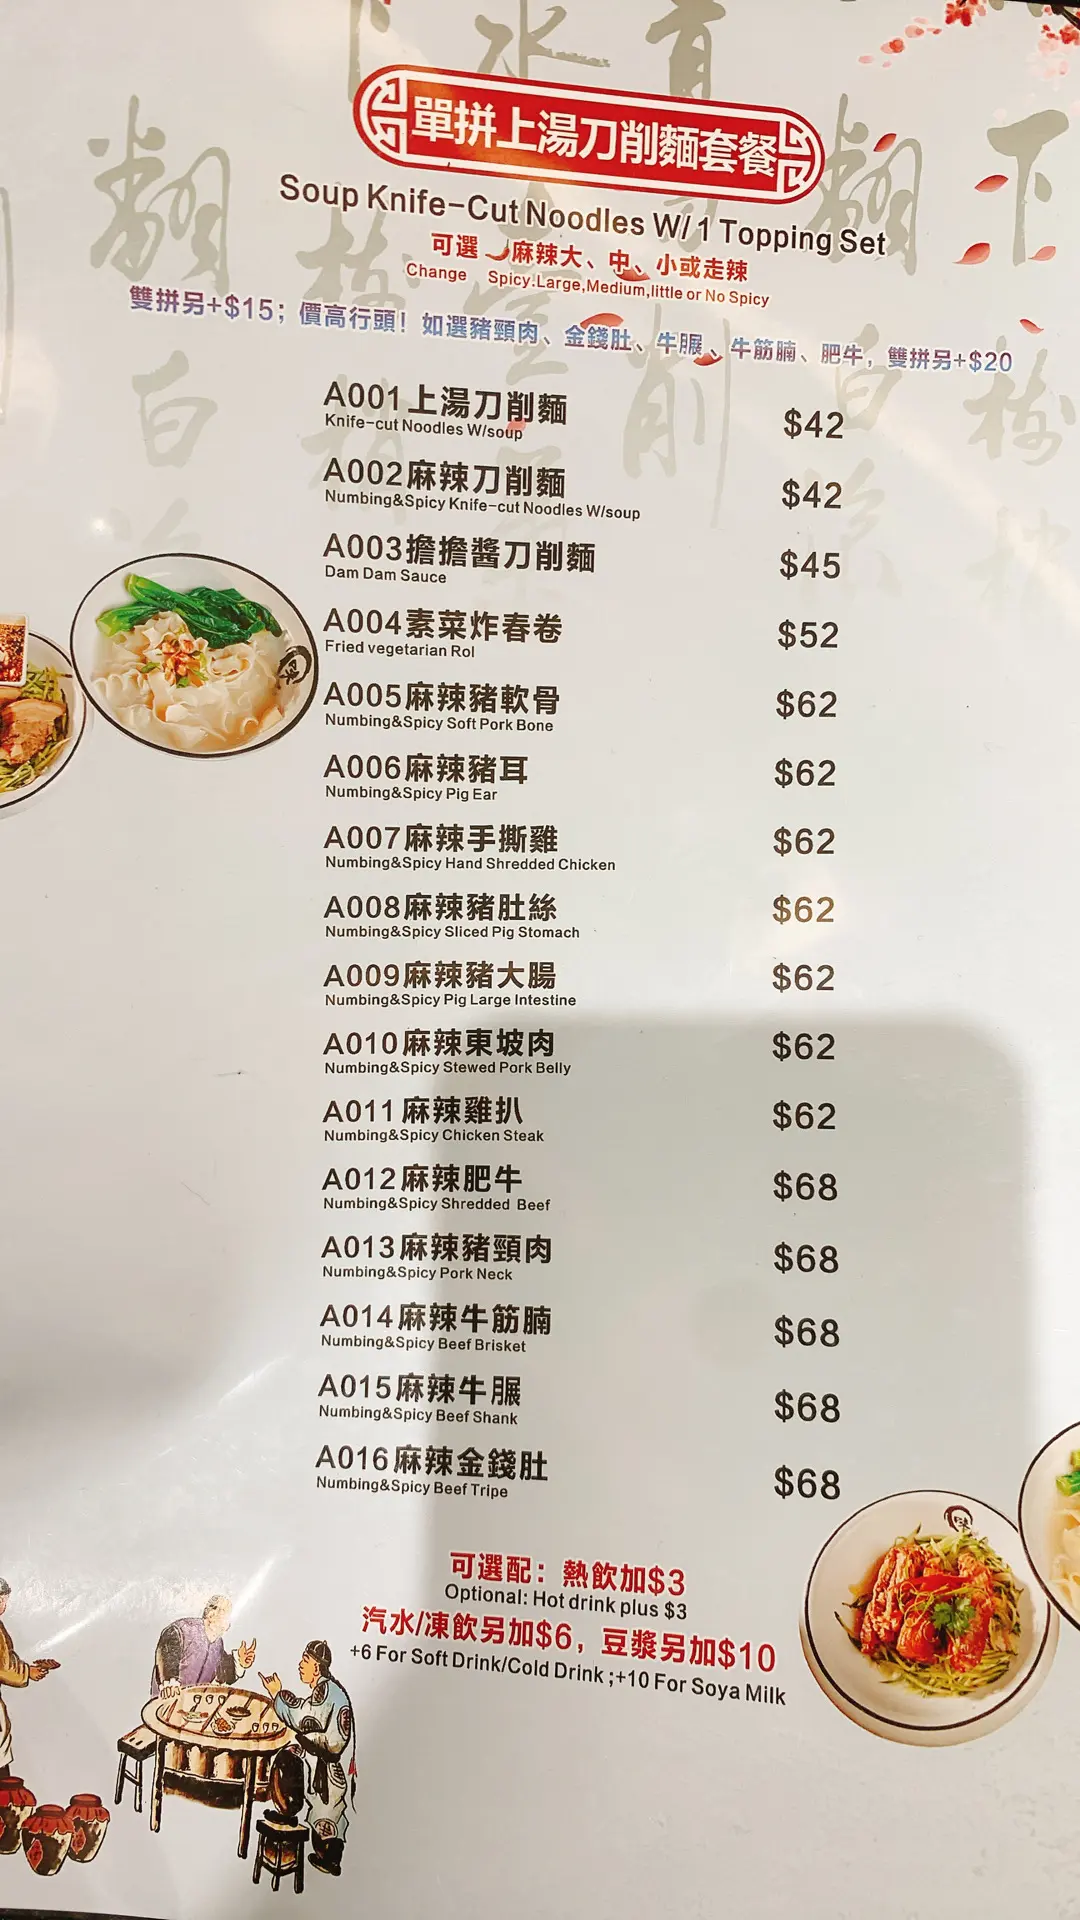 單拼上湯刀削麵套餐
Soup Knife-Cut Noodles W/1 Topping Set
可選 麻辣大、中、小或走辣
Change Spicy:Large,Medium,little or No Spicy
雙拼另+$15；價高行頭！如選豬頸肉、金錢肚、牛𦟌、牛筋腩、肥牛，雙拼另+$20
A001上湯刀削麵 $42
Knife-cut Noodles W/soup
A002麻辣刀削麵 $42
Numbing&Spicy Knife-cut Noodles W/soup
A003擔擔醬刀削麵 $45
Dam Dam Sauce
A004素菜炸春卷 $52
Fried vegetarian Rol
A005麻辣豬軟骨 $62
Numbing&Spicy Soft Pork Bone
A006麻辣豬耳 $62
Numbing&Spicy Pig Ear
A007麻辣手撕雞 $62
Numbing&Spicy Hand Shredded Chicken
A008麻辣豬肚絲 $62
Numbing&Spicy Sliced Pig Stomach
A009麻辣豬大腸 $62
Numbing&Spicy Pig Large Intestine
A010麻辣東坡肉 $62
Numbing&Spicy Stewed Pork Belly
A011麻辣雞扒 $62
Numbing&Spicy Chicken Steak
A012麻辣肥牛 $68
Numbing&Spicy Shredded Beef
A013麻辣豬頸肉 $68
Numbing&Spicy Pork Neck
A014麻辣牛筋腩 $68
Numbing&Spicy Beef Brisket
A015麻辣牛𦟌 $68
Numbing&Spicy Beef Shank
A016麻辣金錢肚 $68
Numbing&Spicy Beef Tripe
可選配：熱飲加$3
Optional: Hot drink plus $3
汽水/凍飲另加$6，豆漿另加$10
+6 For Soft Drink/Cold Drink ;+10 For Soya Milk